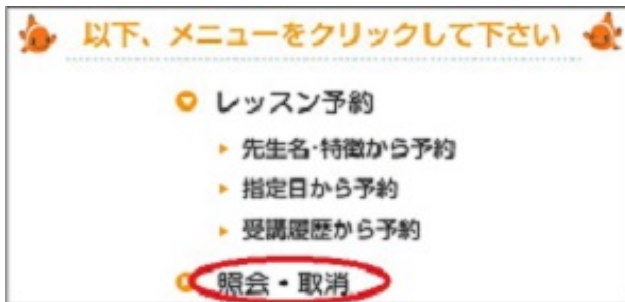 以下、メニューをクリックして下さい
レッスン予約
先生名・特徴から予約
指定日から予約
受講履歴から予約
照会・取消